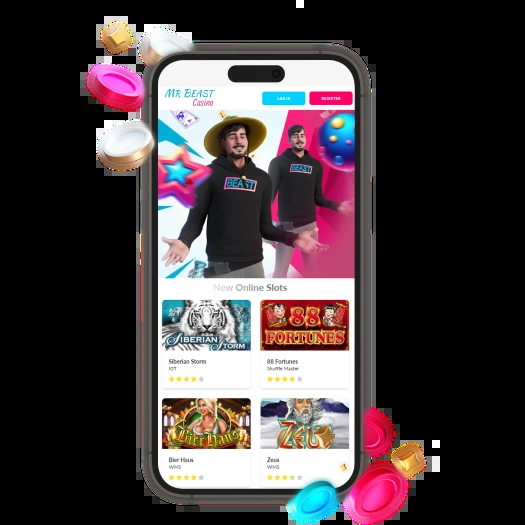 MR BEAST
Casino
LOG IN
REGISTER
BEAST
BEAST
New Online Slots
SIBERIAN
STORM
88
FORTUNES
Siberian Storm
IGT
88 Fortunes
Shuffle Master
Bier Haus
ZEUS
Bier Haus
WMS
Zeus
WMS